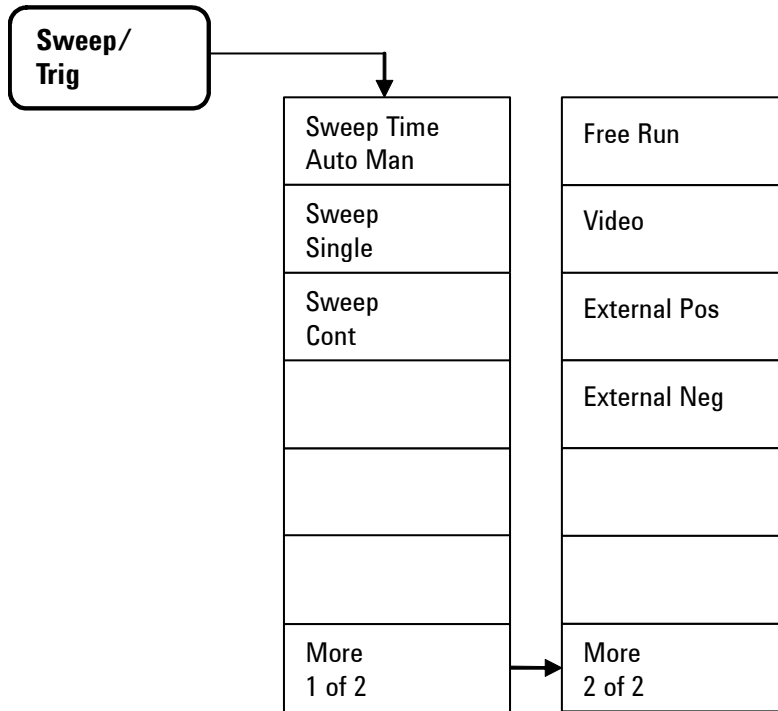 Sweep/
Trig
Sweep Time
Auto Man
Sweep
Single
Sweep
Cont
More
1 of 2
Free Run
Video
External Pos
External Neg
More
2 of 2